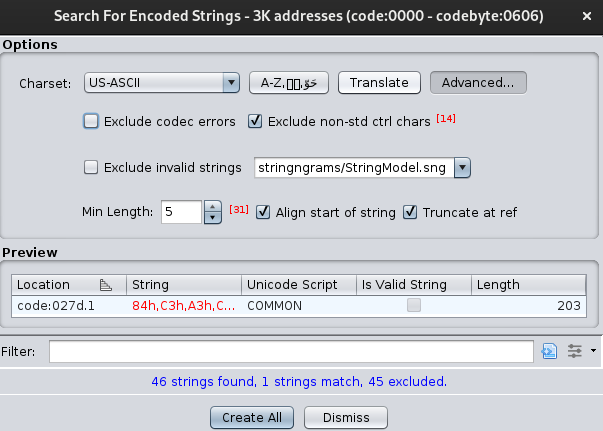 Search For Encoded Strings - 3K addresses (code:0000 - codebyte:0606)
Options
Charset: US-ASCII A-Z,▯▯,حَوّ Translate Advanced...
Exclude codec errors Exclude non-std ctrl chars [14]
Exclude invalid strings stringngrams/StringModel.sng
Min Length: 5 [31] Align start of string Truncate at ref
Preview
Location String Unicode Script Is Valid String Length
code:027d.1 84h,C3h,A3h,C... COMMON 203
Filter:
46 strings found, 1 strings match, 45 excluded.
Create All Dismiss